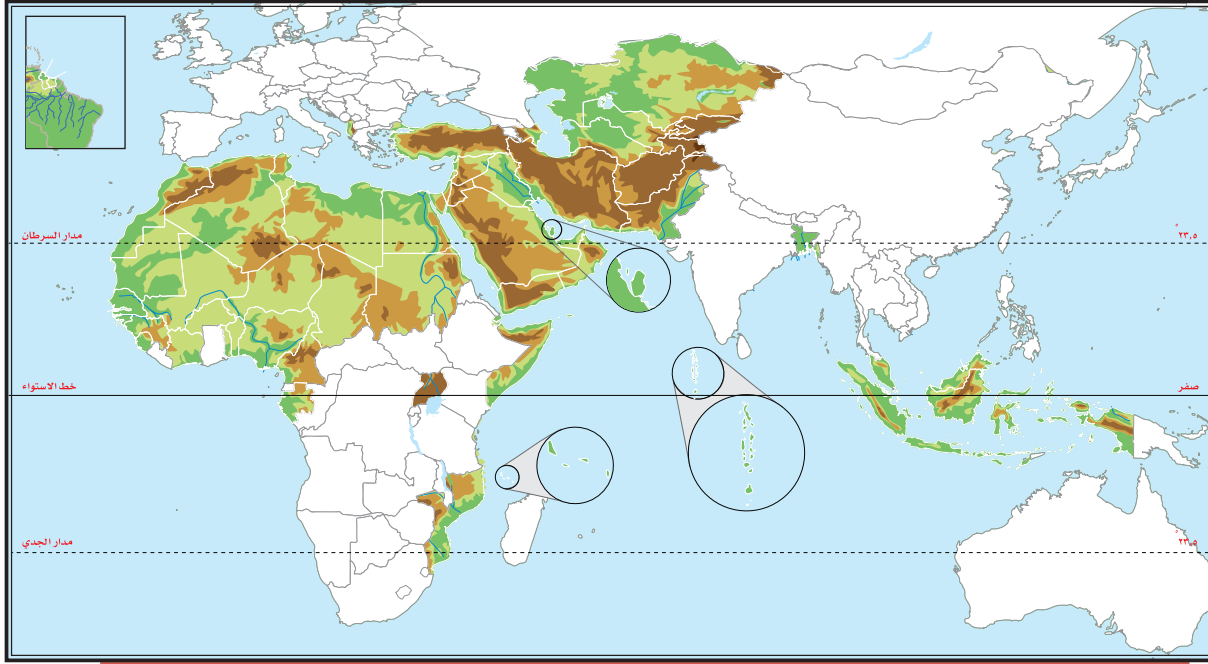 مدار السرطان
°٢٣,٥
خط الاستواء
صفر
مدار الجدي
°٢٣,٥